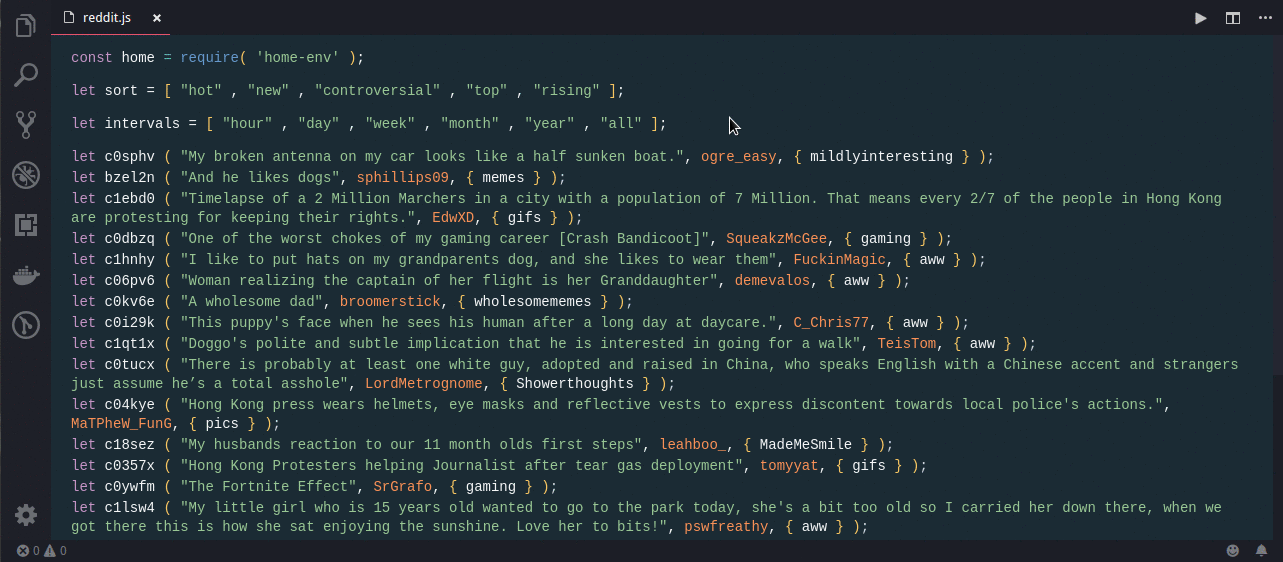 reddit.js ×
const home = require( 'home-env' );
let sort = [ "hot" , "new" , "controversial" , "top" , "rising" ];
let intervals = [ "hour" , "day" , "week" , "month" , "year" , "all" ];
let c0sphv ( "My broken antenna on my car looks like a half sunken boat.", ogre_easy, { mildlyinteresting } );
let bzel2n ( "And he likes dogs", sphillips09, { memes } );
let c1ebd0 ( "Timelapse of a 2 Million Marchers in a city with a population of 7 Million. That means every 2/7 of the people in Hong Kong
are protesting for keeping their rights.", EdwXD, { gifs } );
let c0dbzq ( "One of the worst chokes of my gaming career [Crash Bandicoot]", SqueakzMcGee, { gaming } );
let c1hnhy ( "I like to put hats on my grandparents dog, and she likes to wear them", FuckinMagic, { aww } );
let c06pv6 ( "Woman realizing the captain of her flight is her Granddaughter", demevalos, { aww } );
let c0kv6e ( "A wholesome dad", broomerstick, { wholesomememes } );
let c0i29k ( "This puppy's face when he sees his human after a long day at daycare.", C_Chris77, { aww } );
let c1qt1x ( "Doggo's polite and subtle implication that he is interested in going for a walk", TeisTom, { aww } );
let c0tucx ( "There is probably at least one white guy, adopted and raised in China, who speaks English with a Chinese accent and strangers
just assume he’s a total asshole", LordMetrognome, { Showerthoughts } );
let c04kye ( "Hong Kong press wears helmets, eye masks and reflective vests to express discontent towards local police's actions.",
MaTPheW_FunG, { pics } );
let c18sez ( "My husbands reaction to our 11 month olds first steps", leahboo_, { MadeMeSmile } );
let c0357x ( "Hong Kong Protesters helping Journalist after tear gas deployment", tomyyat, { gifs } );
let c0ywfm ( "The Fortnite Effect", SrGrafo, { gaming } );
let c1lsw4 ( "My little girl who is 15 years old wanted to go to the park today, she's a bit too old so I carried her down there, when we
got there this is how she sat enjoying the sunshine. Love her to bits!", pswfreathy, { aww } );
0 0